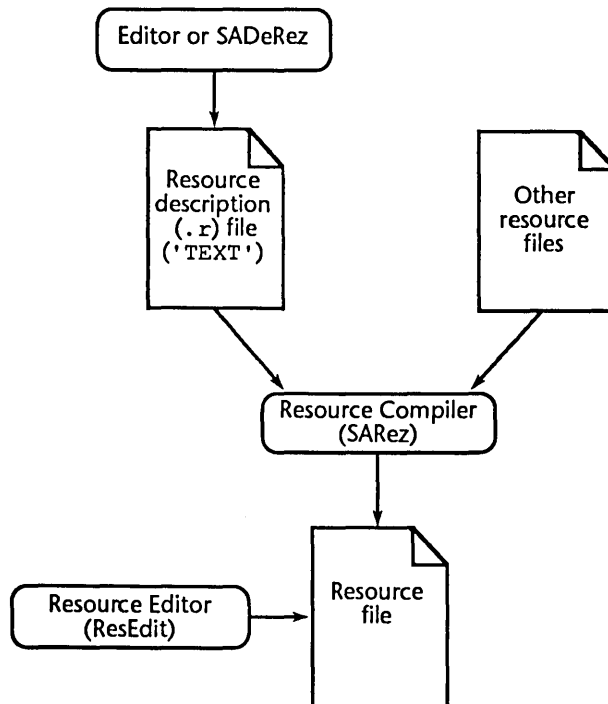 Editor or SADeRez
Resource
description
(.r) file
('TEXT')
Other
resource
files
Resource Compiler
(SARez)
Resource
file
Resource Editor
(ResEdit)